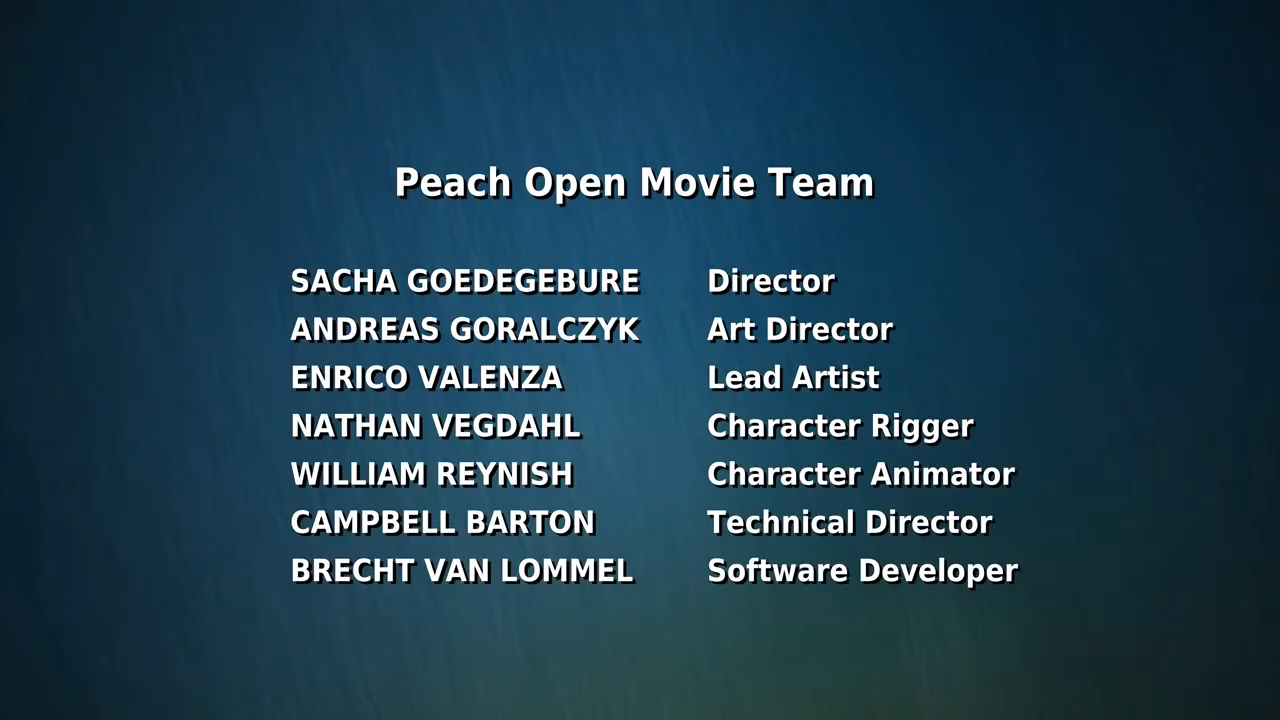 Peach Open Movie Team
SACHA GOEDEGEBURE Director
ANDREAS GORALCZYK Art Director
ENRICO VALENZA Lead Artist
NATHAN VEGDAHL Character Rigger
WILLIAM REYNISH Character Animator
CAMPBELL BARTON Technical Director
BRECHT VAN LOMMEL Software Developer